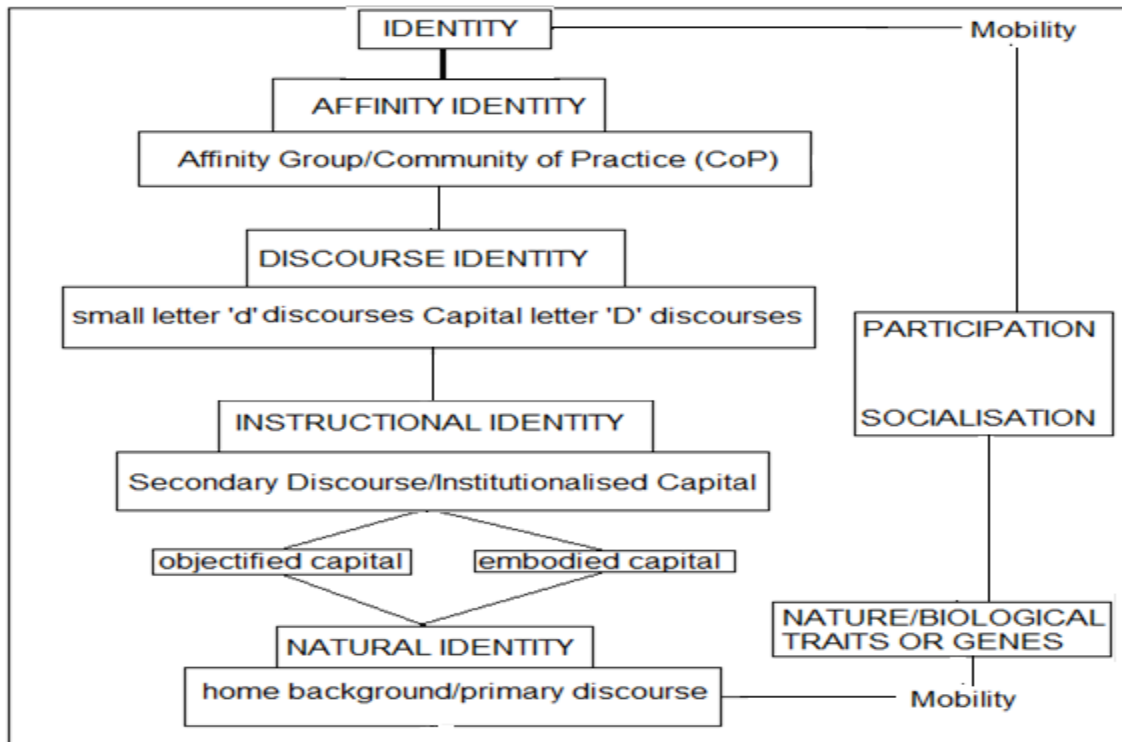 IDENTITY
Mobility
AFFINITY IDENTITY
Affinity Group/Community of Practice (CoP)
DISCOURSE IDENTITY
small letter 'd' discourses Capital letter 'D' discourses
PARTICIPATION
SOCIALISATION
INSTRUCTIONAL IDENTITY
Secondary Discourse/Institutionalised Capital
objectified capital
embodied capital
NATURE/BIOLOGICAL
TRAITS OR GENES
NATURAL IDENTITY
home background/primary discourse
Mobility